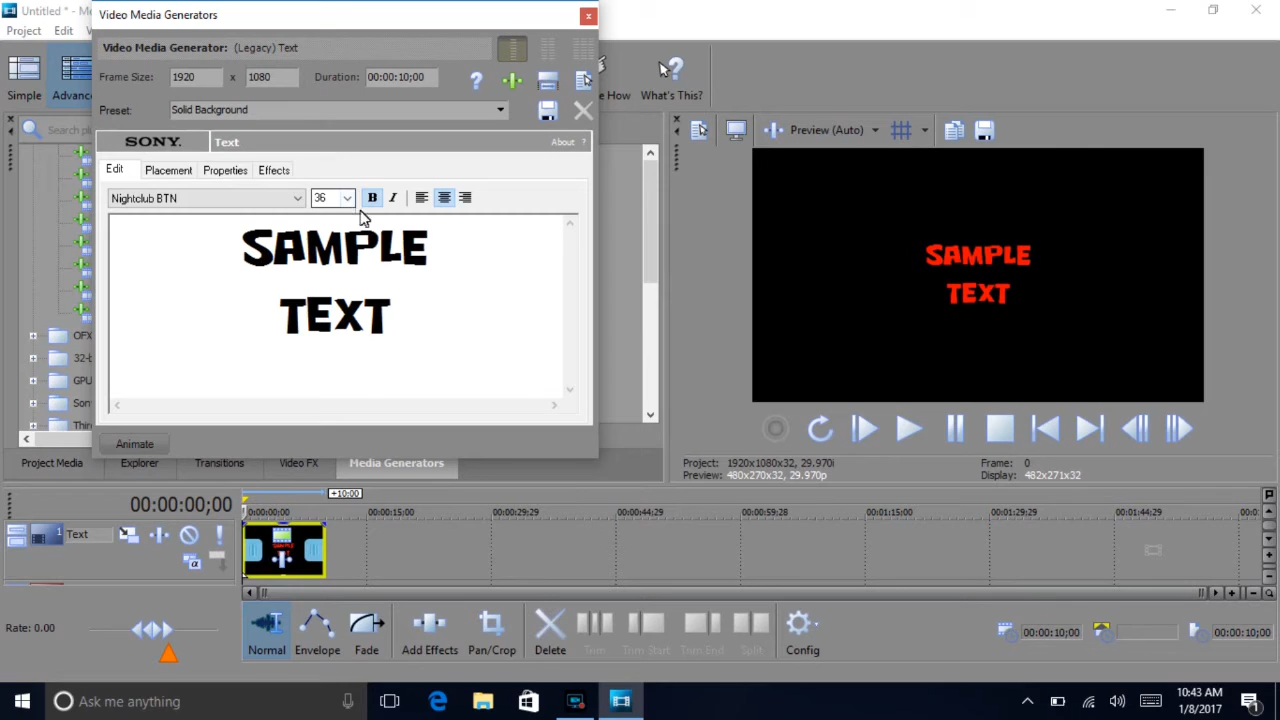 Untitled *
Video Media Generators
Project
Edit
Video Media Generator: (Legacy) Text
Frame Size: 1920 x 1080 Duration: 00:00:10;00
Preset: Solid Background
Simple
What's This?
SONY. Text About ?
Preview (Auto)
Edit Placement Properties Effects
Nightclub BTN 36 B I
SAMPLE
TEXT
SAMPLE
TEXT
OFX
32-b
GPU
Animate
Project Media Explorer Transitions Video FX Media Generators
Project: 1920x1080x32, 29.970i
Preview: 480x270x32, 29.970p
Frame: 0
Display: 482x271x32
00:00:00;00
+10:00
0:00:00:00 00:00:15;00 00:00:29;29 00:00:44;29 00:00:59;28 00:01:15;00 00:01:29;29 00:01:44;29
1 Text
SAMPLE
Rate: 0.00
Normal Envelope Fade Add Effects Pan/Crop Delete Trim Trim Start Trim End Split Config
00:00:10;00 00:00:10;00
Ask me anything
10:43 AM
1/8/2017
1